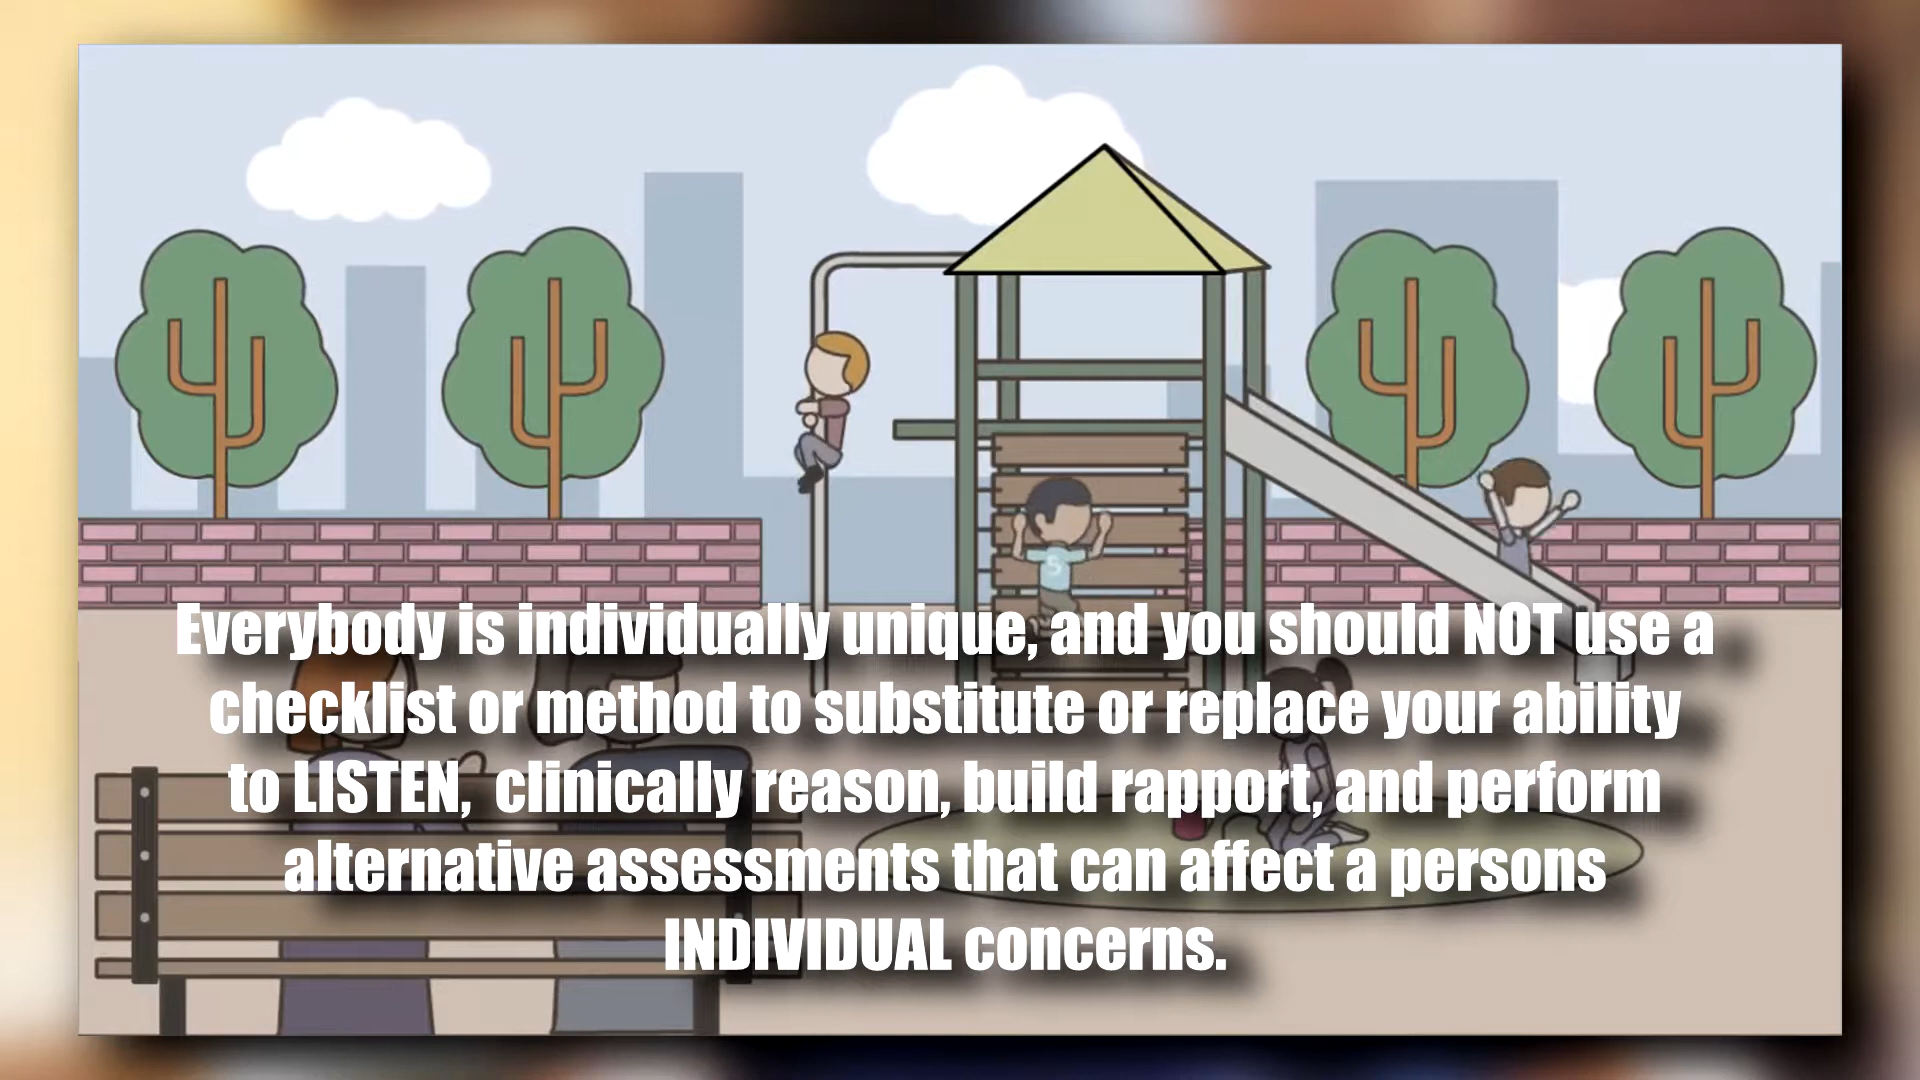 5
Everybody is individually unique, and you should NOT use a
checklist or method to substitute or replace your ability
to LISTEN,  clinically reason, build rapport, and perform
alternative assessments that can affect a persons
INDIVIDUAL concerns.